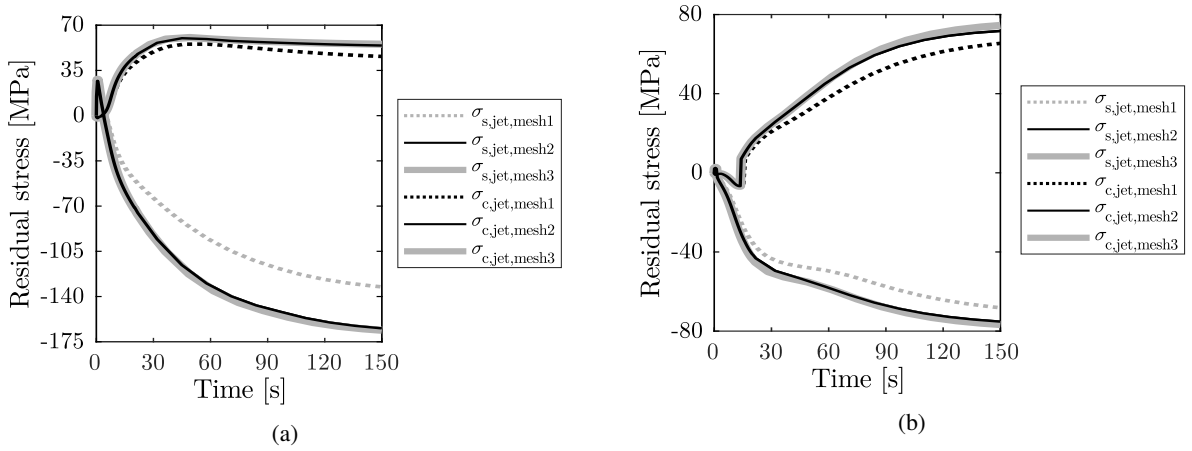 70
35
0
-35
-70
-105
-140
-175
Residual stress [MPa]
0 30 60 90 120 150
Time [s]
σs,jet,mesh1
σs,jet,mesh2
σs,jet,mesh3
σc,jet,mesh1
σc,jet,mesh2
σc,jet,mesh3
(a)
80
40
0
-40
-80
Residual stress [MPa]
0 30 60 90 120 150
Time [s]
σs,jet,mesh1
σs,jet,mesh2
σs,jet,mesh3
σc,jet,mesh1
σc,jet,mesh2
σc,jet,mesh3
(b)